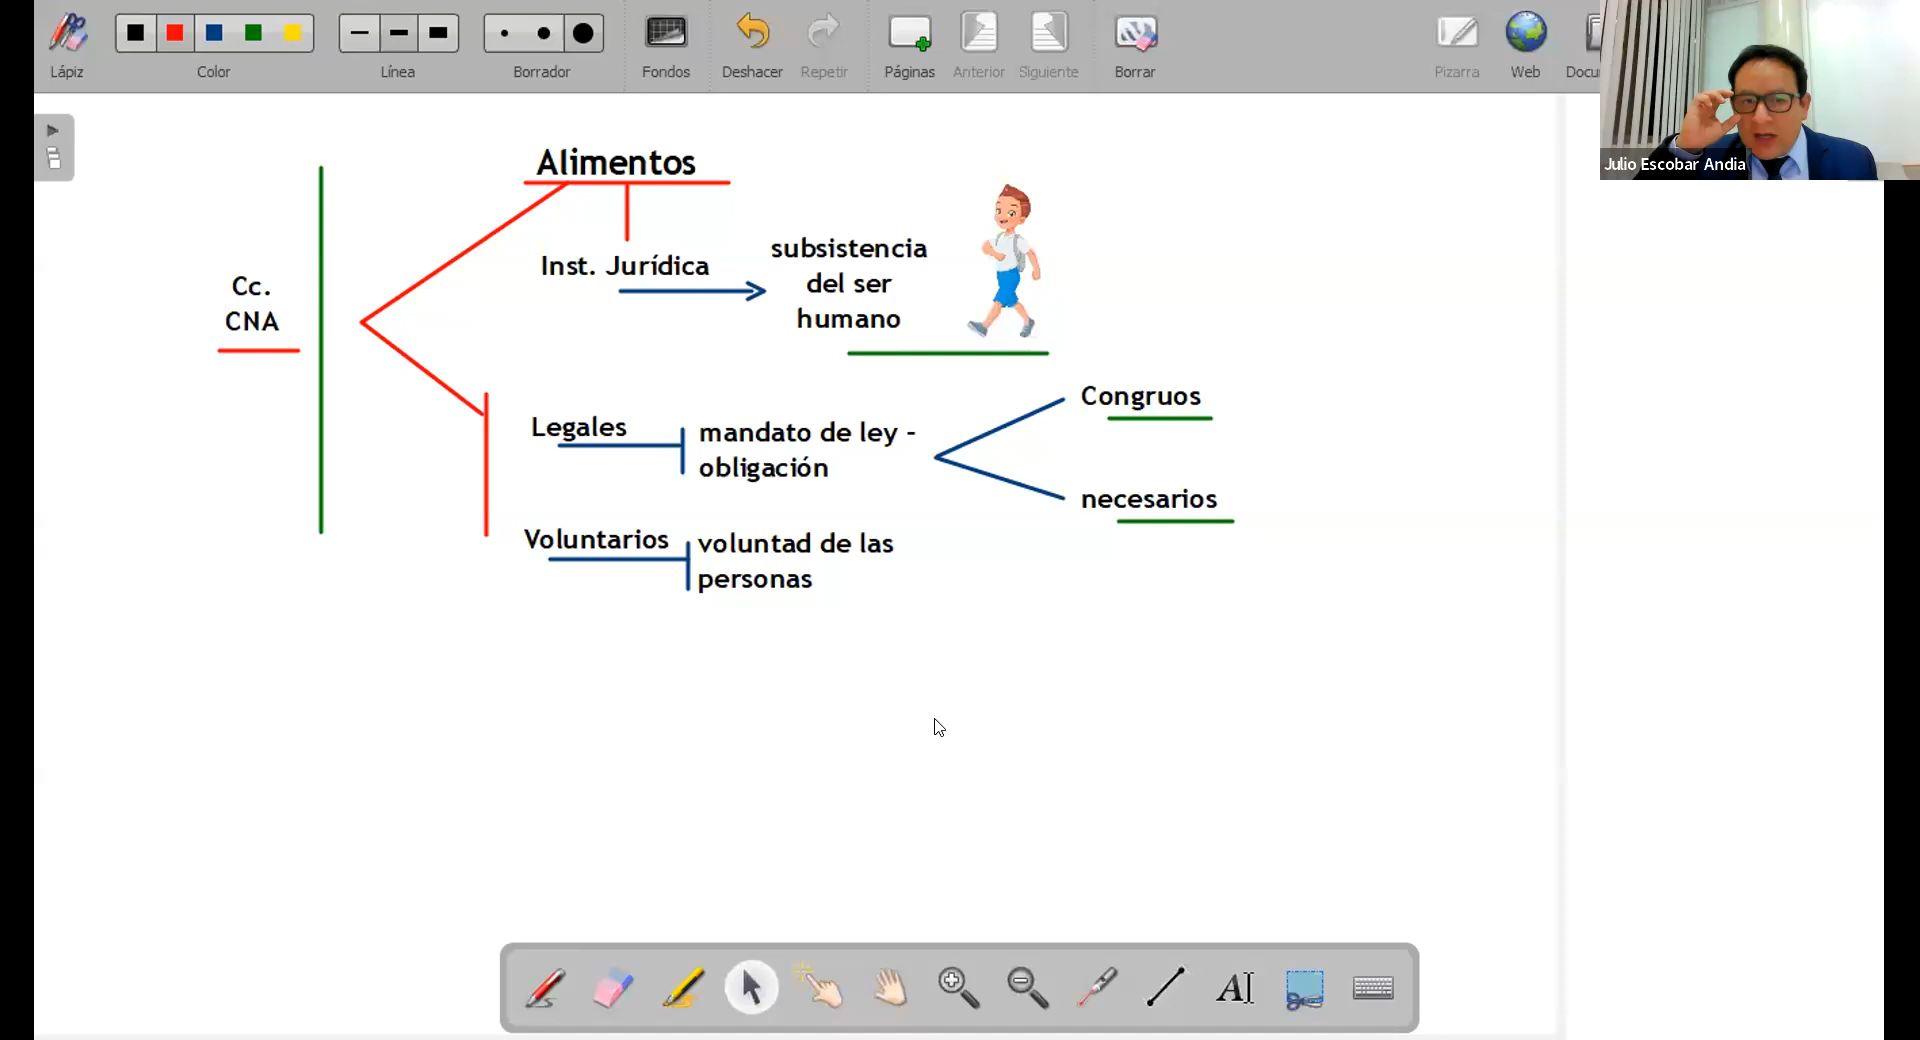 Lápiz
Color
Línea
Borrador
Fondos
Deshacer
Repetir
Páginas
Anterior
Siguiente
Borrar
Pizarra
Web
Docu
Julio Escobar Andia
Alimentos
Inst. Jurídica
subsistencia
del ser
humano
Cc.
CNA
Legales
mandato de ley -
obligación
Congruos
necesarios
Voluntarios
voluntad de las
personas